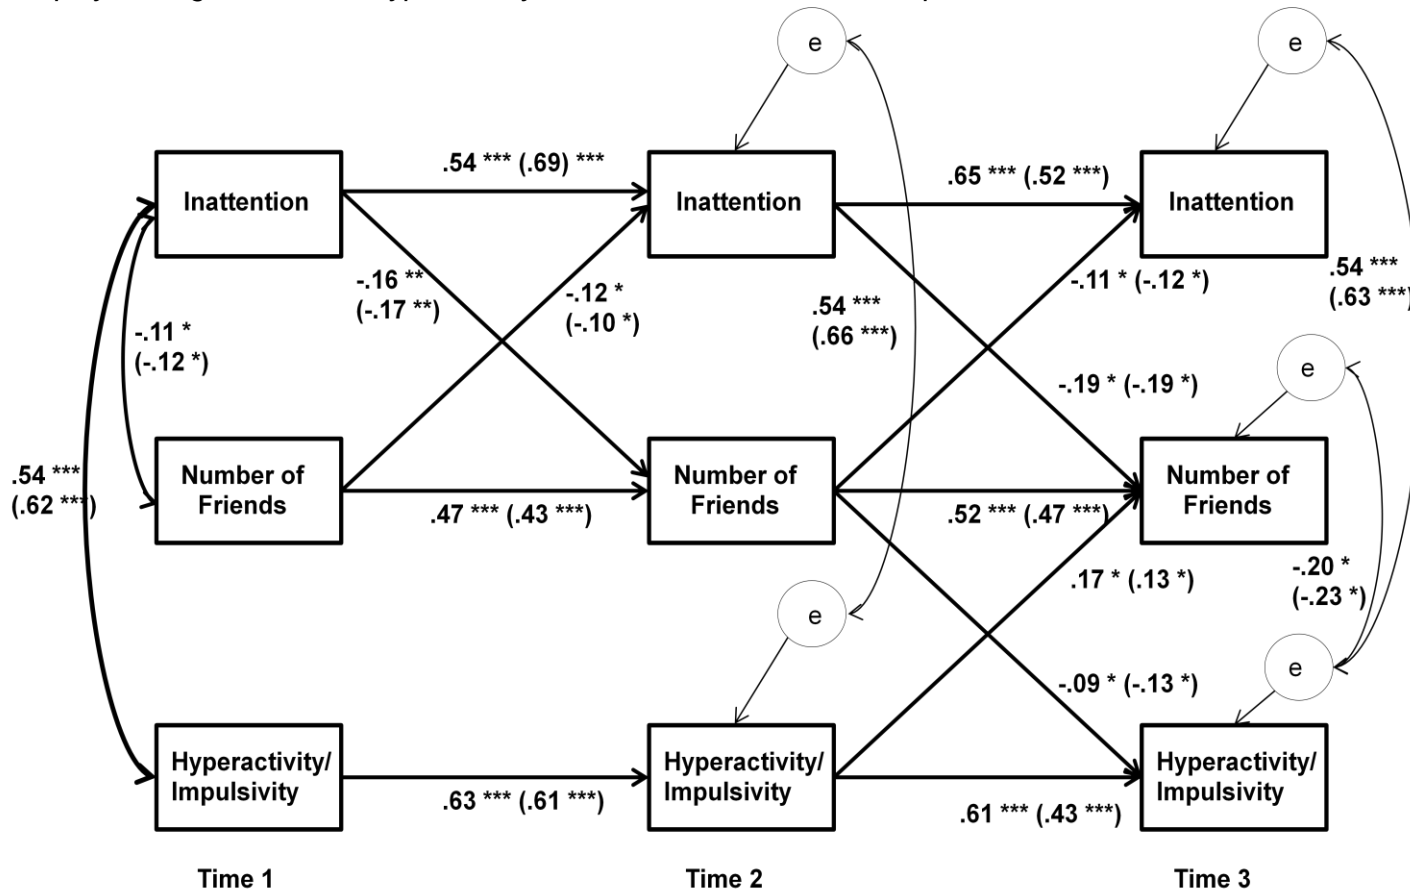 e
e
.54 *** (.69) ***
.65 *** (.52 ***)
Inattention
Inattention
Inattention
-.16 **
(-.17 **)
-.12 *
(-.10 *)
.54 ***
(.66 ***)
-.11 * (-.12 *)
.54 ***
(.63 ***)
-.11 *
(-.12 *)
e
-.19 * (-.19 *)
.54 ***
(.62 ***)
Number of
Friends
Number of
Friends
Number of
Friends
.47 *** (.43 ***)
.52 *** (.47 ***)
.17 * (.13 *)
-.20 *
(-.23 *)
e
e
-.09 * (-.13 *)
Hyperactivity/
Impulsivity
Hyperactivity/
Impulsivity
Hyperactivity/
Impulsivity
.63 *** (.61 ***)
.61 *** (.43 ***)
Time 1
Time 2
Time 3